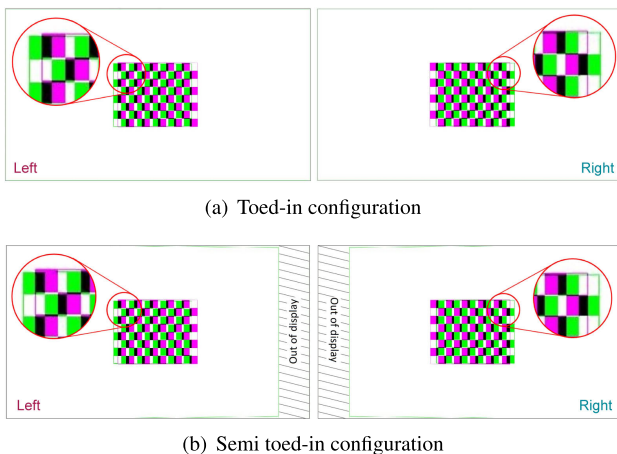 Left
Right
(a) Toed-in configuration
Out of display
Out of display
Left
Right
(b) Semi toed-in configuration